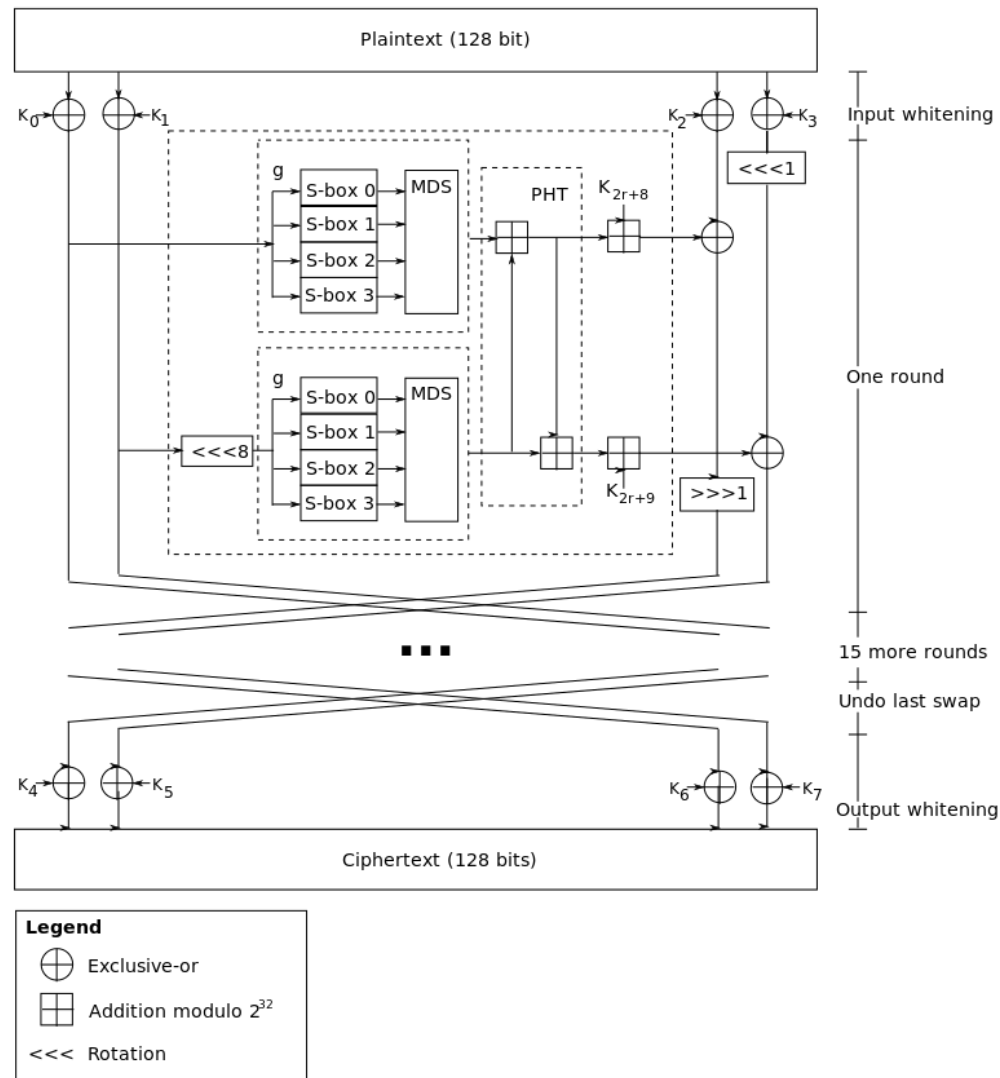 Plaintext (128 bit)
K0 K1 K2 K3 Input whitening
<<<1
g MDS PHT K2r+8
S-box 0
S-box 1
S-box 2
S-box 3
One round
g MDS
S-box 0
S-box 1
<<<8
S-box 2
S-box 3
K2r+9
>>>1
15 more rounds
Undo last swap
K4 K5 K6 K7
Output whitening
Ciphertext (128 bits)
Legend
Exclusive-or
Addition modulo 2^32
<<< Rotation